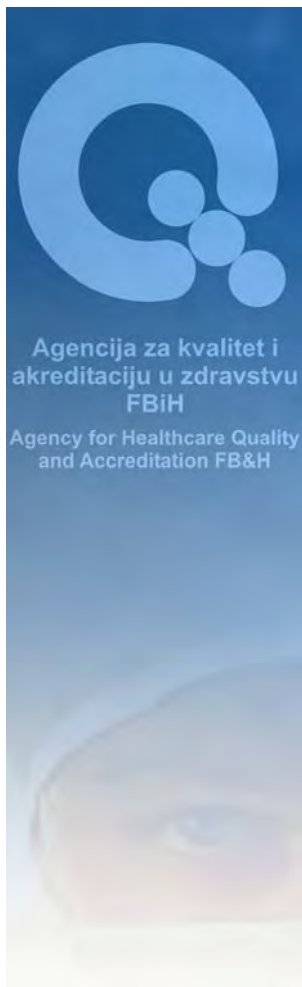 Agencija za kvalitet i
akreditaciju u zdravstvu
FBiH
Agency for Healthcare Quality
and Accreditation FB&H